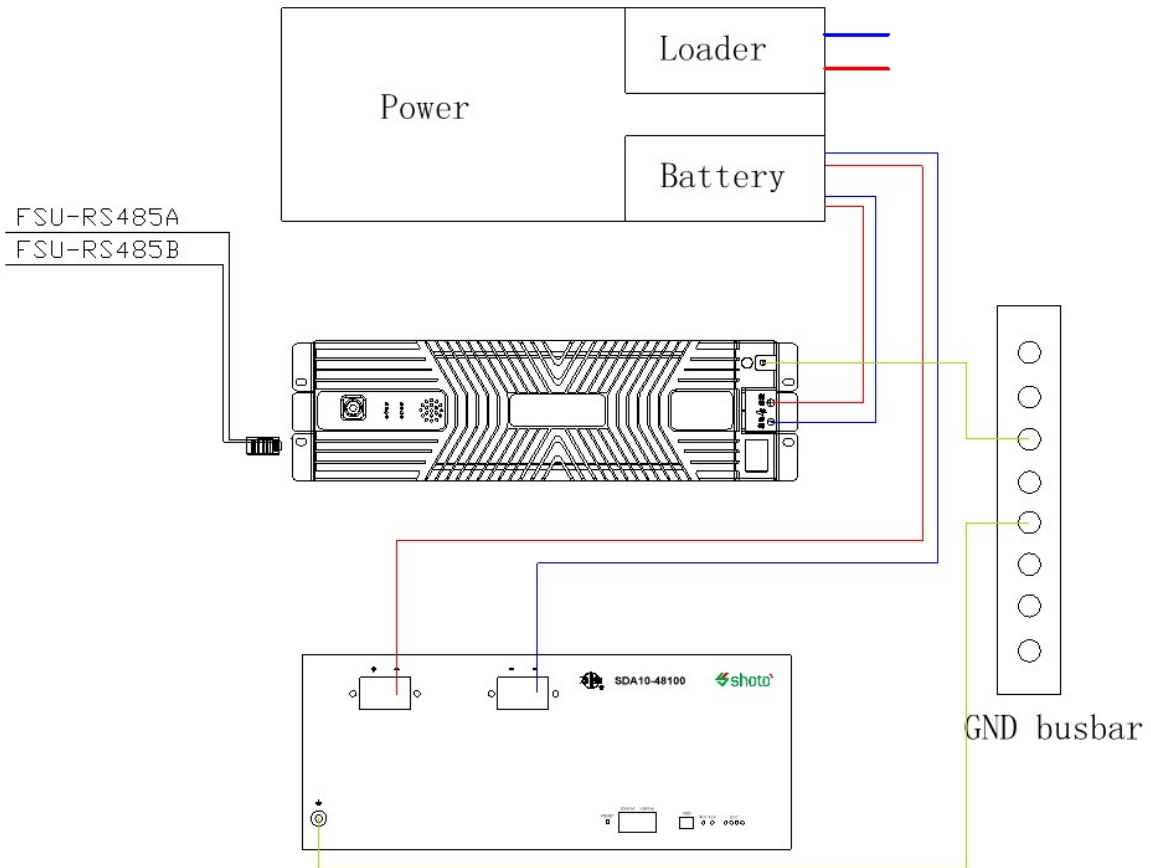 Loader
Power
Battery
FSU-RS485A
FSU-RS485B
SDA10-48100
shoto
GND busbar